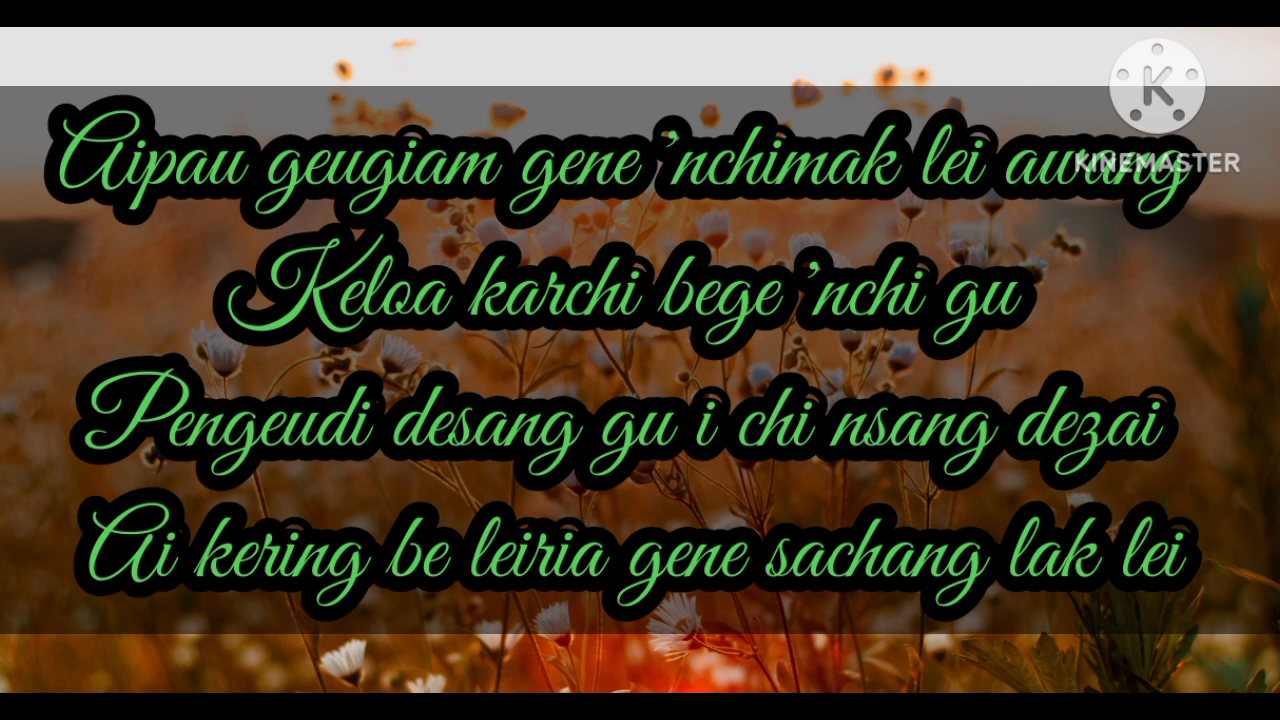 Aipau geugiam gene 'nchimak lei awang
Keloa karchi bege 'nchi gu
Pengeudi desang gu i chi nsang dezai
Ai kering be leiria gene sachang lak lei
K
KINEMASTER